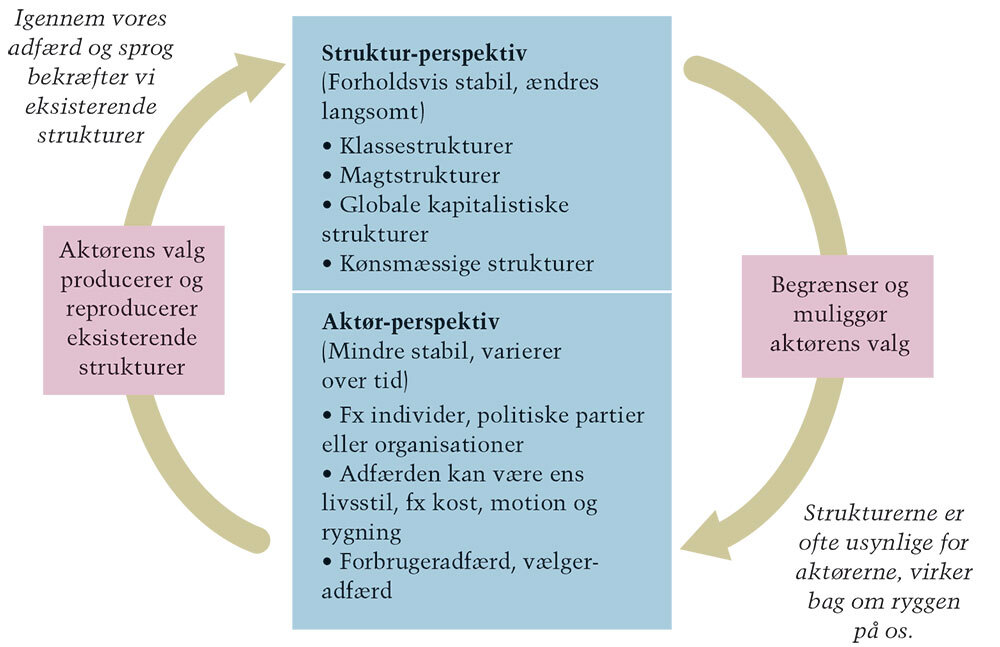 Igennem vores
adfærd og sprog
bekræfter vi
eksisterende
strukturer
Aktørens valg
producerer og
reproducerer
eksisterende
strukturer
Struktur-perspektiv
(Forholdsvis stabil, ændres
langsomt)
• Klassestrukturer
• Magtstrukturer
• Globale kapitalistiske
strukturer
• Kønsmæssige strukturer
Aktør-perspektiv
(Mindre stabil, varierer
over tid)
• Fx individer, politiske partier
eller organisationer
• Adfærden kan være ens
livsstil, fx kost, motion og
rygning
• Forbrugeradfærd, vælger-
adfærd
Begrænser og
muliggør
aktørens valg
Strukturerne er
ofte usynlige for
aktørerne, virker
bag om ryggen
på os.